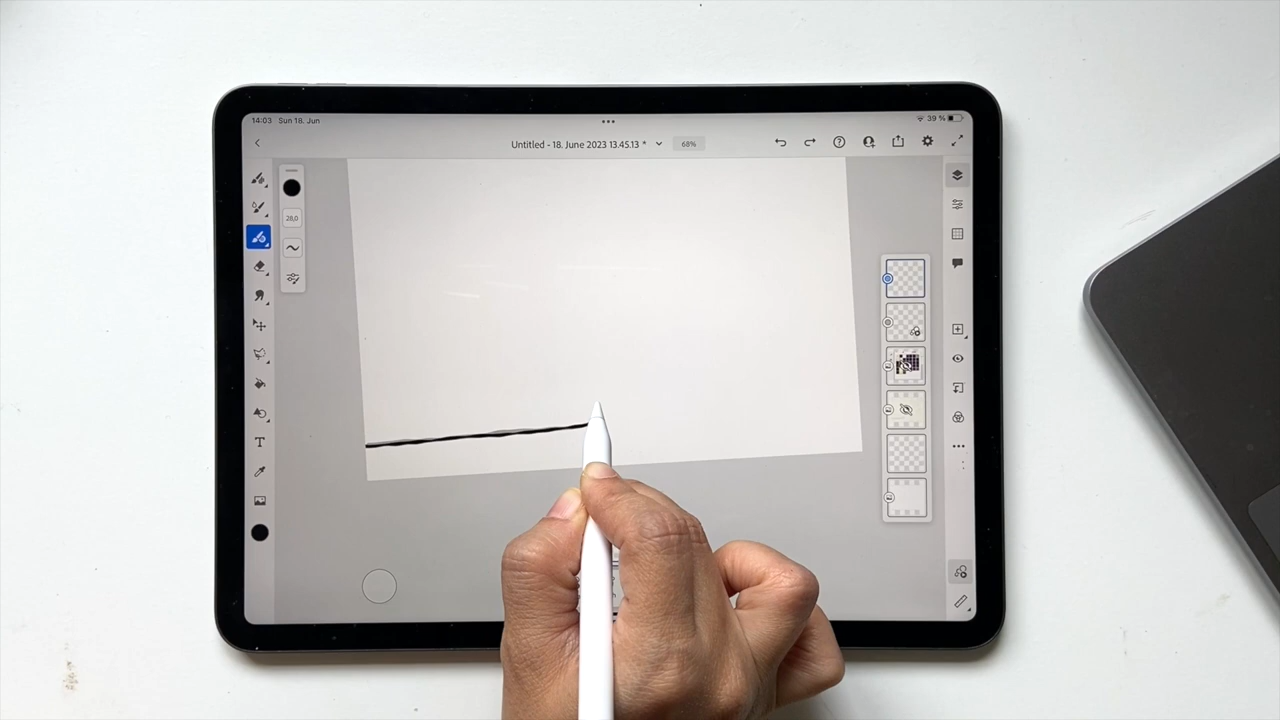 14:03 Sun 18. Jun
39 %
Untitled - 18. June 2023 13.45.13 *
68%
28,0
T